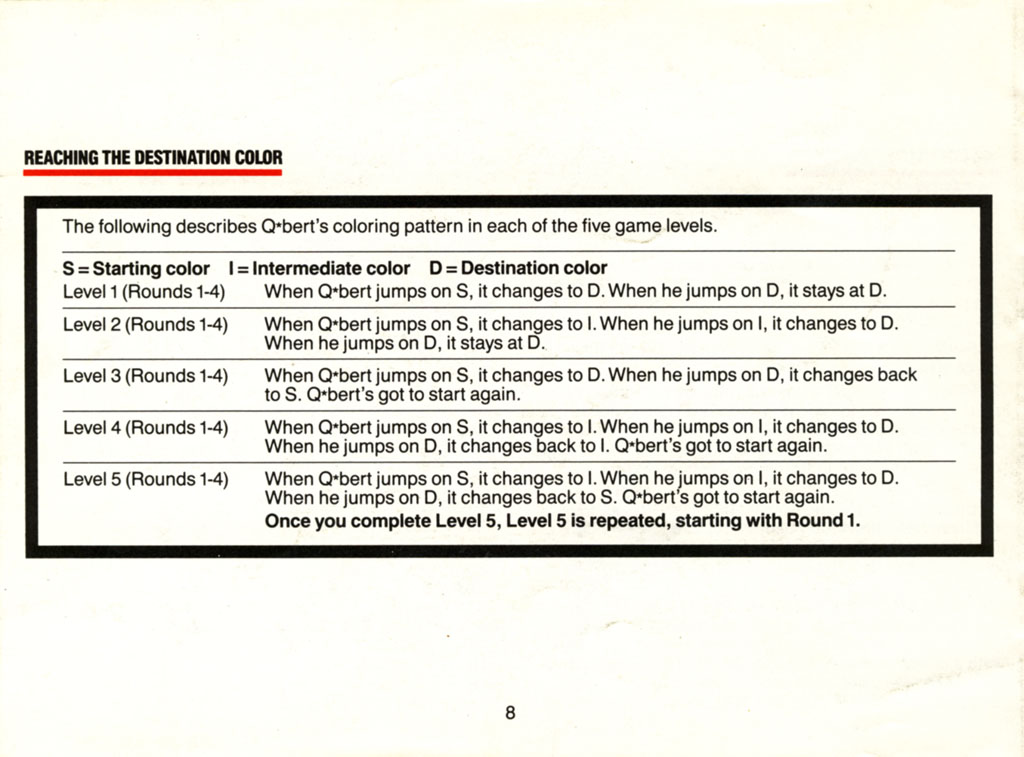 REACHING THE DESTINATION COLOR
The following describes Q*bert's coloring pattern in each of the five game levels.
S = Starting color I = Intermediate color D = Destination color
Level 1 (Rounds 1-4) When Q*bert jumps on S, it changes to D. When he jumps on D, it stays at D.
Level 2 (Rounds 1-4) When Q*bert jumps on S, it changes to I. When he jumps on I, it changes to D.
When he jumps on D, it stays at D.
Level 3 (Rounds 1-4) When Q*bert jumps on S, it changes to D. When he jumps on D, it changes back
to S. Q*bert's got to start again.
Level 4 (Rounds 1-4) When Q*bert jumps on S, it changes to I. When he jumps on I, it changes to D.
When he jumps on D, it changes back to I. Q*bert's got to start again.
Level 5 (Rounds 1-4) When Q*bert jumps on S, it changes to I. When he jumps on I, it changes to D.
When he jumps on D, it changes back to S. Q*bert's got to start again.
Once you complete Level 5, Level 5 is repeated, starting with Round 1.
8